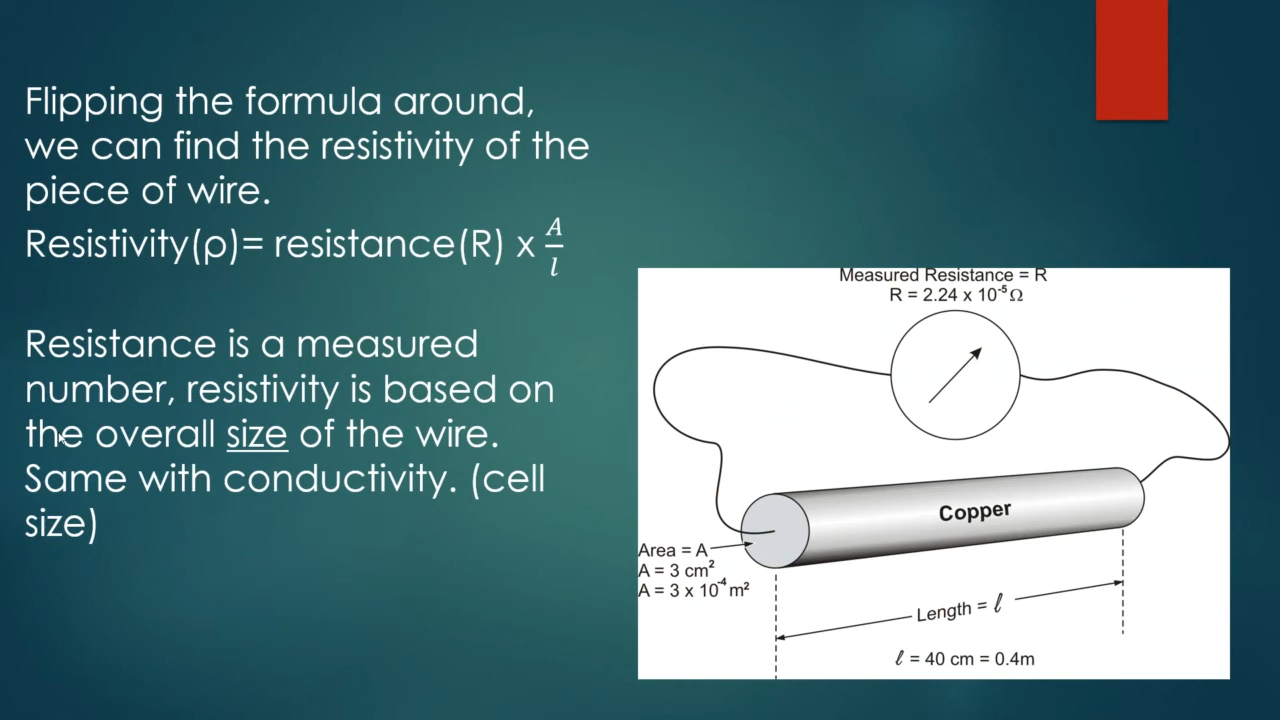 Flipping the formula around,
we can find the resistivity of the
piece of wire.
Resistivity(ρ)= resistance(R) x A/l
Resistance is a measured
number, resistivity is based on
the overall size of the wire.
Same with conductivity. (cell
size)
Measured Resistance = R
R = 2.24 x 10⁻⁵ Ω
Copper
Area = A
A = 3 cm²
A = 3 x 10⁻⁴ m²
Length = ℓ
ℓ = 40 cm = 0.4m